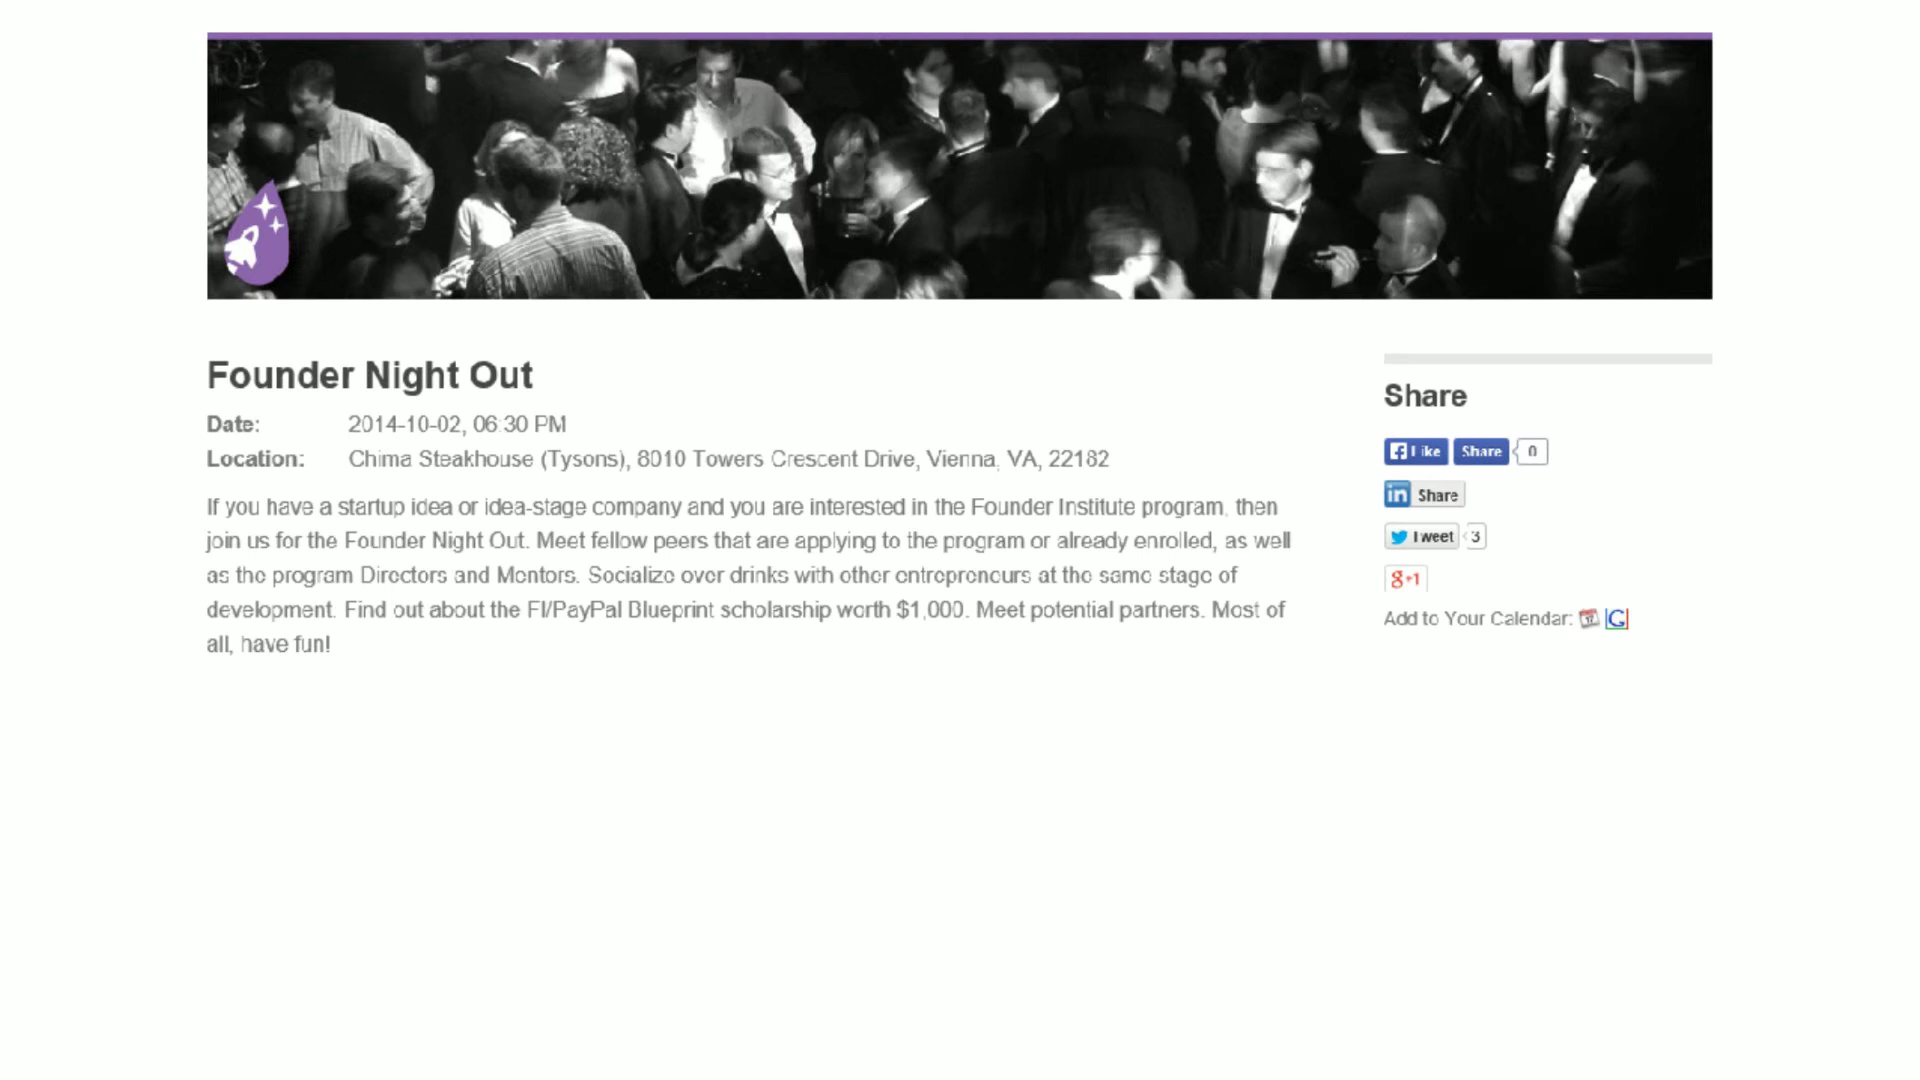 Founder Night Out
Date: 2014-10-02, 06:30 PM
Location: Chima Steakhouse (Tysons), 8010 Towers Crescent Drive, Vienna, VA, 22182
If you have a startup idea or idea-stage company and you are interested in the Founder Institute program, then
join us for the Founder Night Out. Meet fellow peers that are applying to the program or already enrolled, as well
as the program Directors and Mentors. Socialize over drinks with other entrepreneurs at the same stage of
development. Find out about the FI/PayPal Blueprint scholarship worth $1,000. Meet potential partners. Most of
all, have fun!
Share
Like Share 0
in Share
Tweet 3
g+1
Add to Your Calendar: 17 G